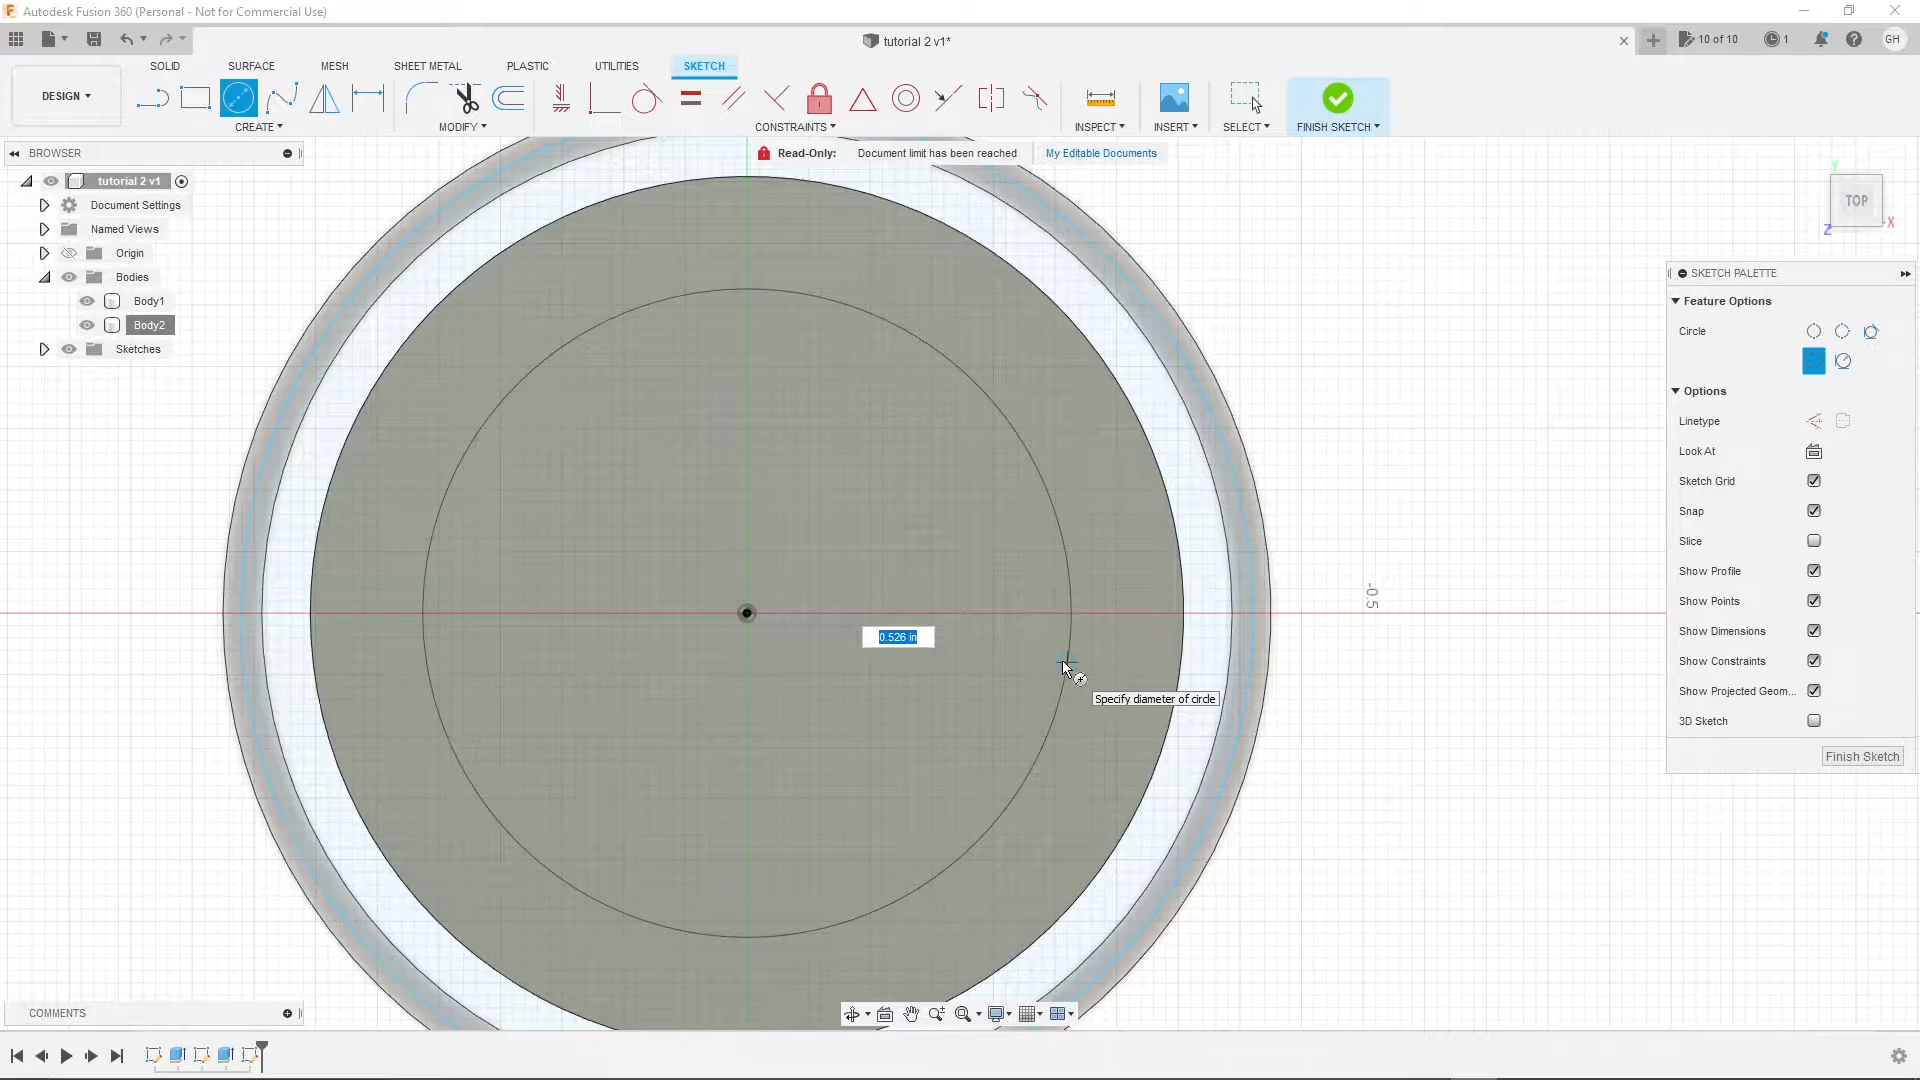 Autodesk Fusion 360 (Personal - Not for Commercial Use)
tutorial 2 v1*
10 of 10
1
GH
SOLID
SURFACE
MESH
SHEET METAL
PLASTIC
UTILITIES
SKETCH
DESIGN
CREATE
MODIFY
CONSTRAINTS
INSPECT
INSERT
SELECT
FINISH SKETCH
BROWSER
Read-Only: Document limit has been reached
My Editable Documents
tutorial 2 v1
Document Settings
Named Views
Origin
Bodies
Body1
Body2
Sketches
Y
TOP
X
Z
SKETCH PALETTE
Feature Options
Circle
Options
Linetype
Look At
Sketch Grid
Snap
Slice
Show Profile
Show Points
Show Dimensions
Show Constraints
Show Projected Geom...
3D Sketch
Finish Sketch
-0.5
0.526 in
Specify diameter of circle
COMMENTS